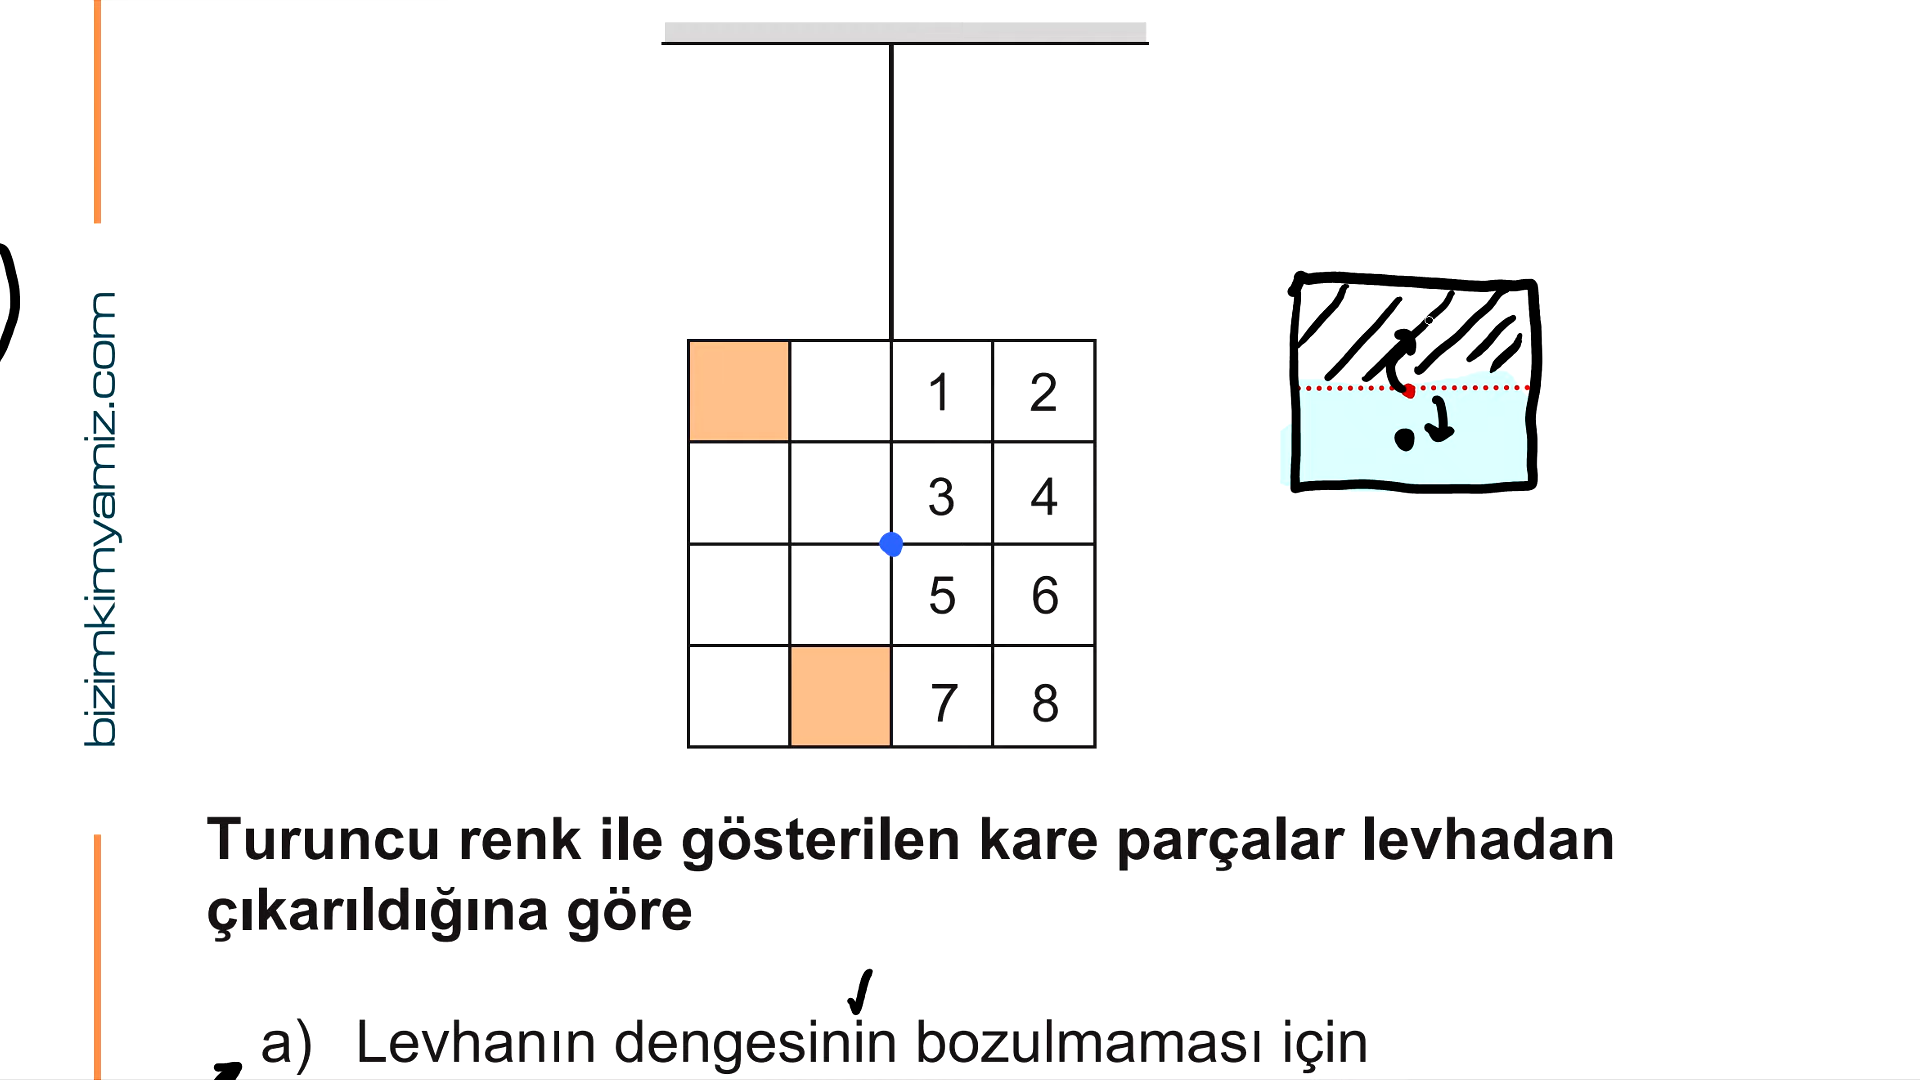 bizimkimyamiz.com
1 2
3 4
5 6
7 8
Turuncu renk ile gösterilen kare parçalar levhadan
çıkarıldığına göre
a) Levhanın dengesinin bozulmaması için